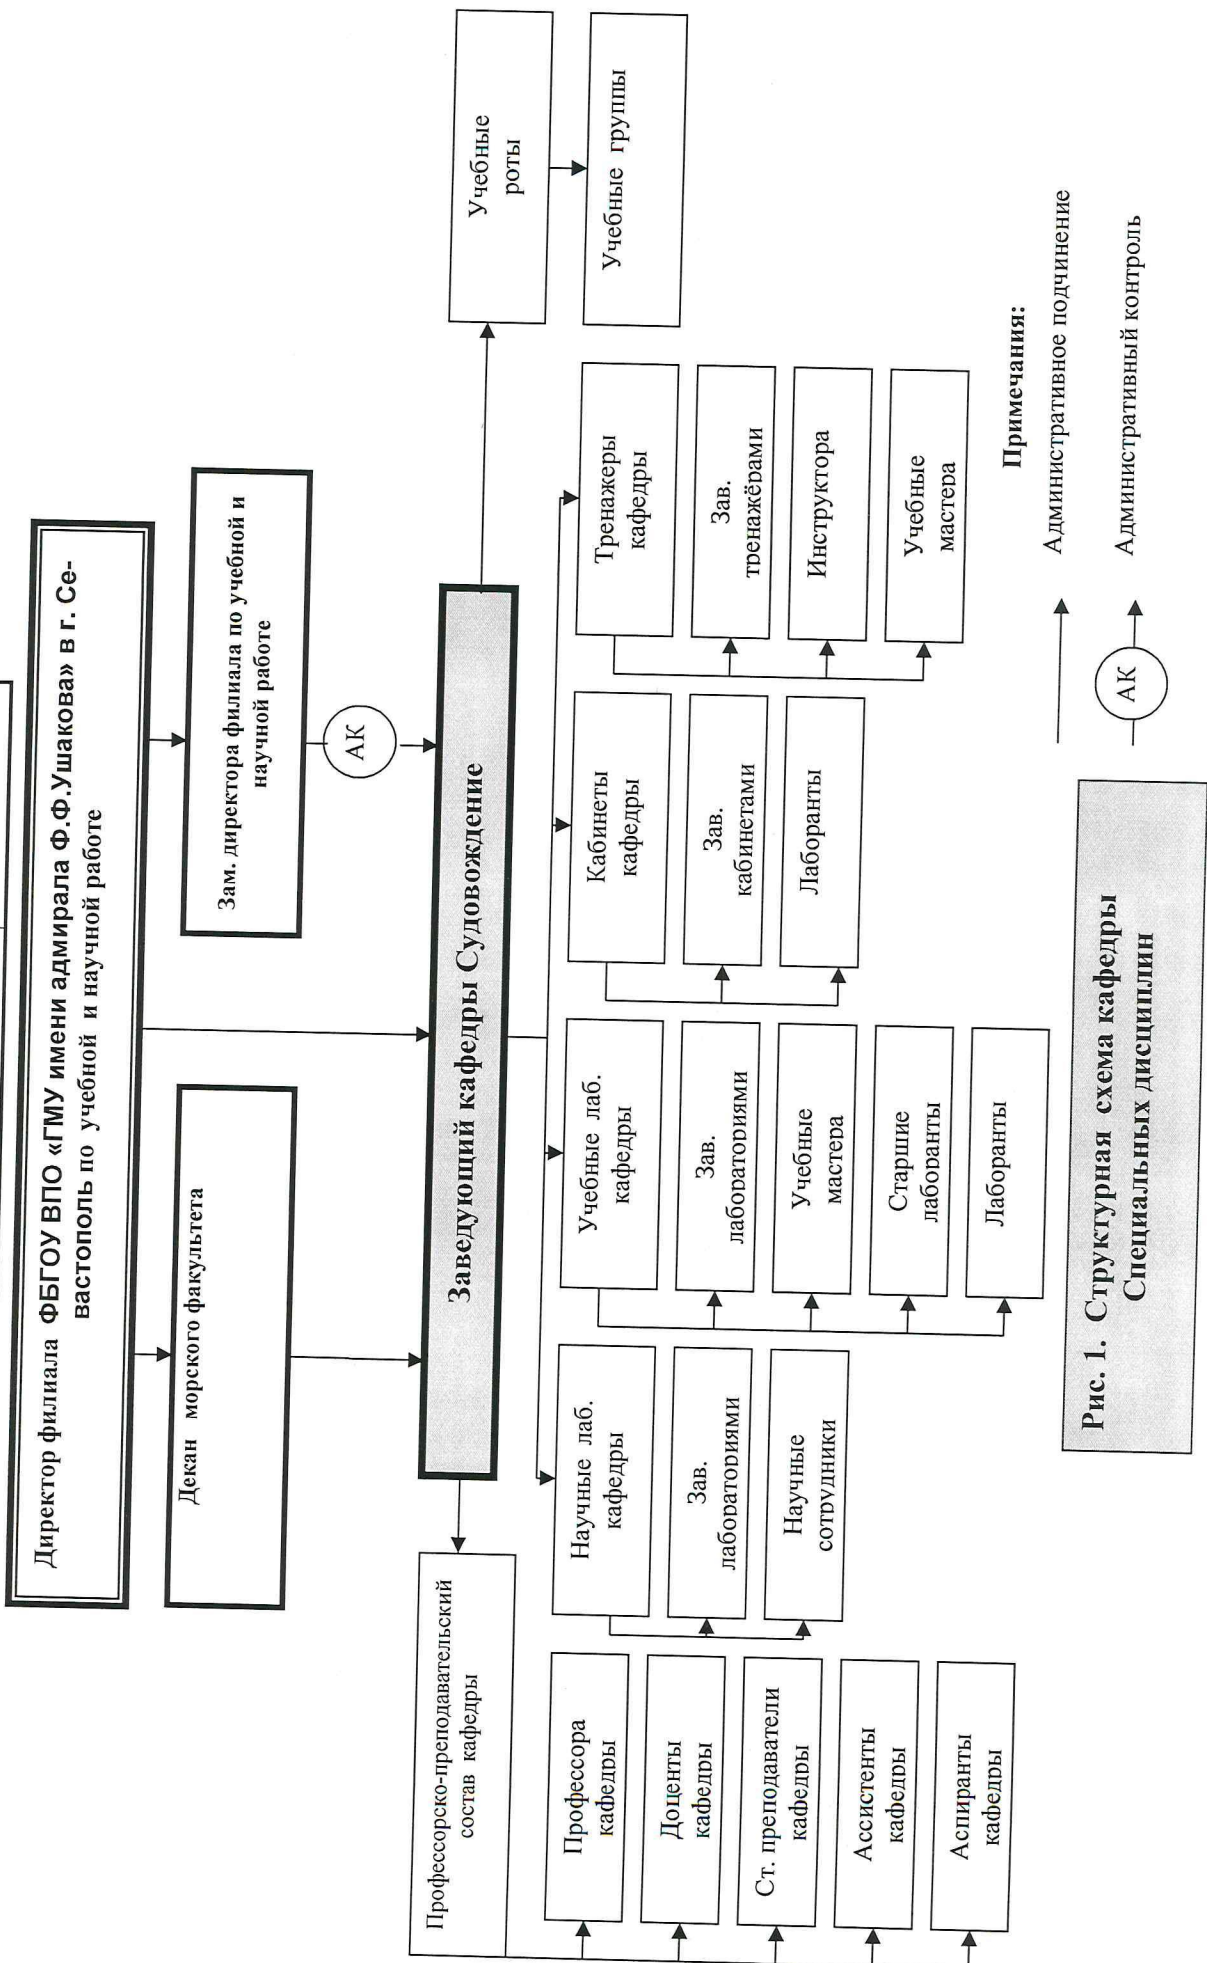 Директор филиала ФБГОУ ВПО «ГМУ имени адмирала Ф.Ф.Ушакова» в г. Се-
вастополь по учебной и научной работе
Декан морского факультета
Зам. директора филиала по учебной и
научной работе
АК
Заведующий кафедры Судовождение
Профессорско-преподавательский
состав кафедры
Учебные
роты
Учебные группы
Профессора
кафедры
Доценты
кафедры
Ст. преподаватели
кафедры
Ассистенты
кафедры
Аспиранты
кафедры
Научные лаб.
кафедры
Зав.
лабораториями
Научные
сотрудники
Учебные лаб.
кафедры
Зав.
лабораториями
Учебные
мастера
Старшие
лаборанты
Лаборанты
Кабинеты
кафедры
Зав.
кабинетами
Лаборанты
Тренажеры
кафедры
Зав.
тренажёрами
Инструктора
Учебные
мастера
Примечания:
Административное подчинение
АК
Административный контроль
Рис. 1. Структурная схема кафедры
Специальных дисциплин